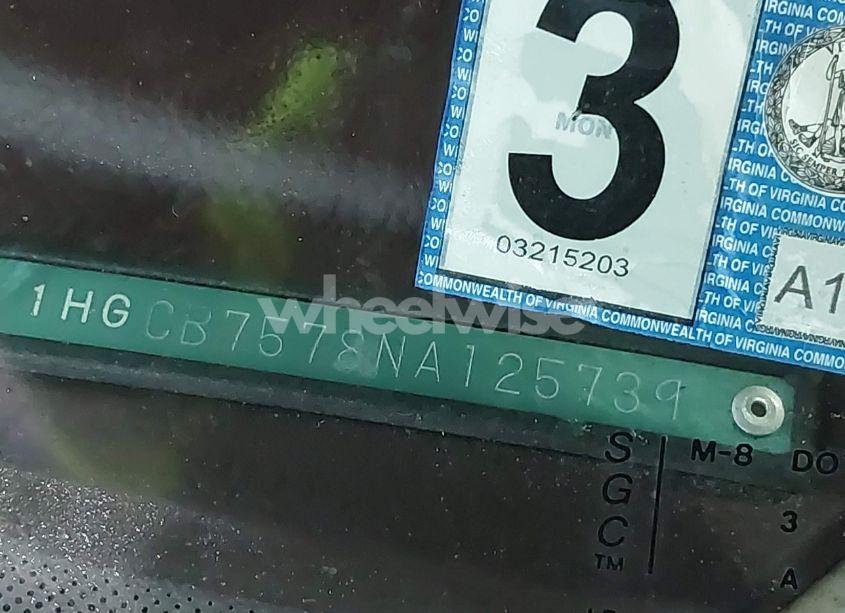 3
MON
03215203
COMMONWEALTH OF VIRGINIA COMMONWEALTH OF VIRGINIA COMMON
A1
1HGCB7578NA125739
wheelwise
S
G
C
TM
M-8
DO
3
A